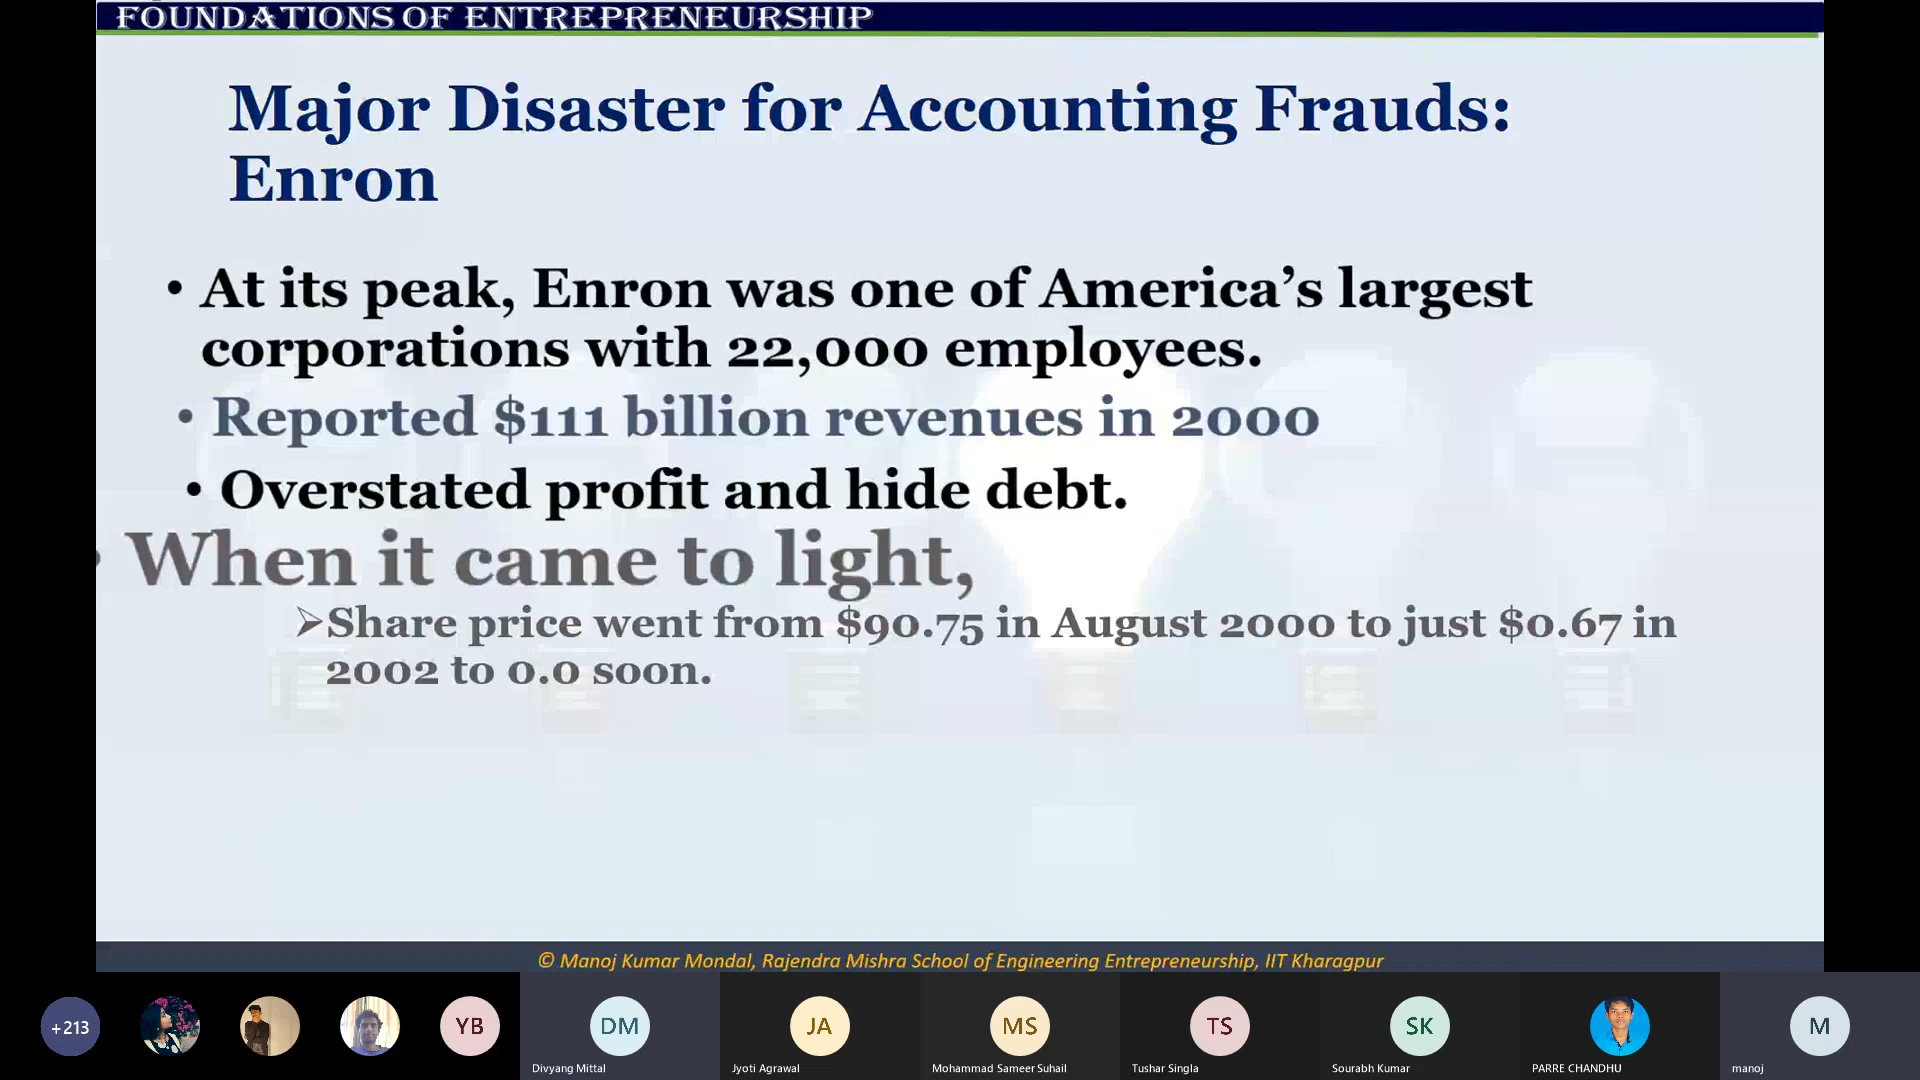 FOUNDATIONS OF ENTREPRENEURSHIP
Major Disaster for Accounting Frauds:
Enron
• At its peak, Enron was one of America’s largest
corporations with 22,000 employees.
• Reported $111 billion revenues in 2000
• Overstated profit and hide debt.
• When it came to light,
➢Share price went from $90.75 in August 2000 to just $0.67 in
2002 to 0.0 soon.
© Manoj Kumar Mondal, Rajendra Mishra School of Engineering Entrepreneurship, IIT Kharagpur
+213
YB
DM
JA
MS
TS
SK
M
Divyang Mittal
Jyoti Agrawal
Mohammad Sameer Suhail
Tushar Singla
Sourabh Kumar
PARRE CHANDHU
manoj